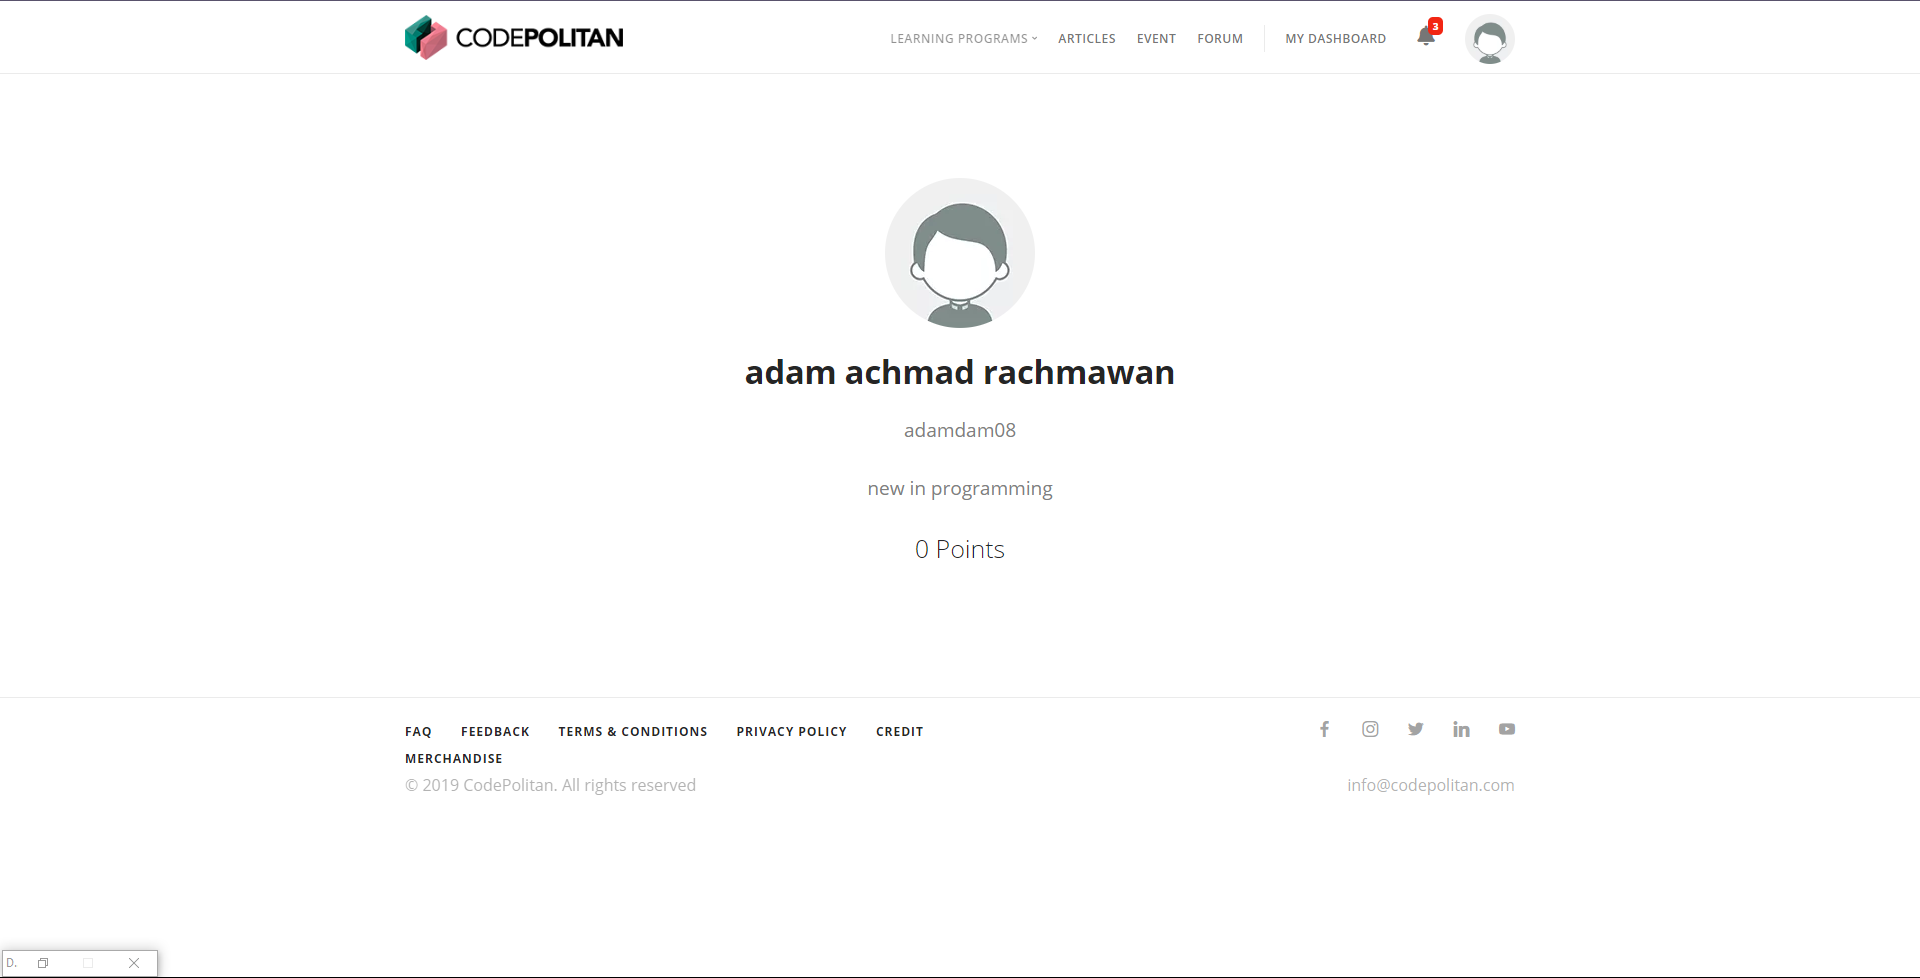 CODEPOLITAN
LEARNING PROGRAMS ARTICLES EVENT FORUM MY DASHBOARD 3
adam achmad rachmawan
adamdam08
new in programming
0 Points
FAQ FEEDBACK TERMS & CONDITIONS PRIVACY POLICY CREDIT
MERCHANDISE
© 2019 CodePolitan. All rights reserved
info@codepolitan.com
D.